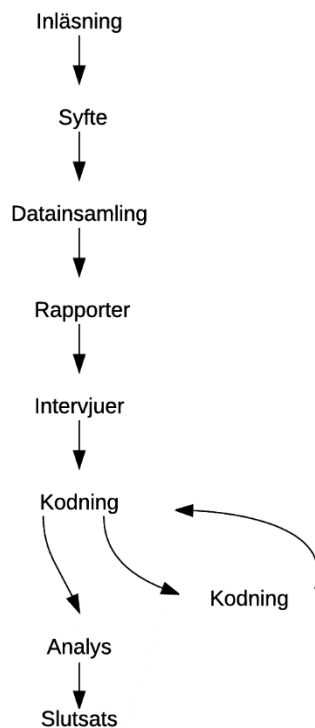 Inläsning
Syfte
Datainsamling
Rapporter
Intervjuer
Kodning
Kodning
Analys
Slutsats